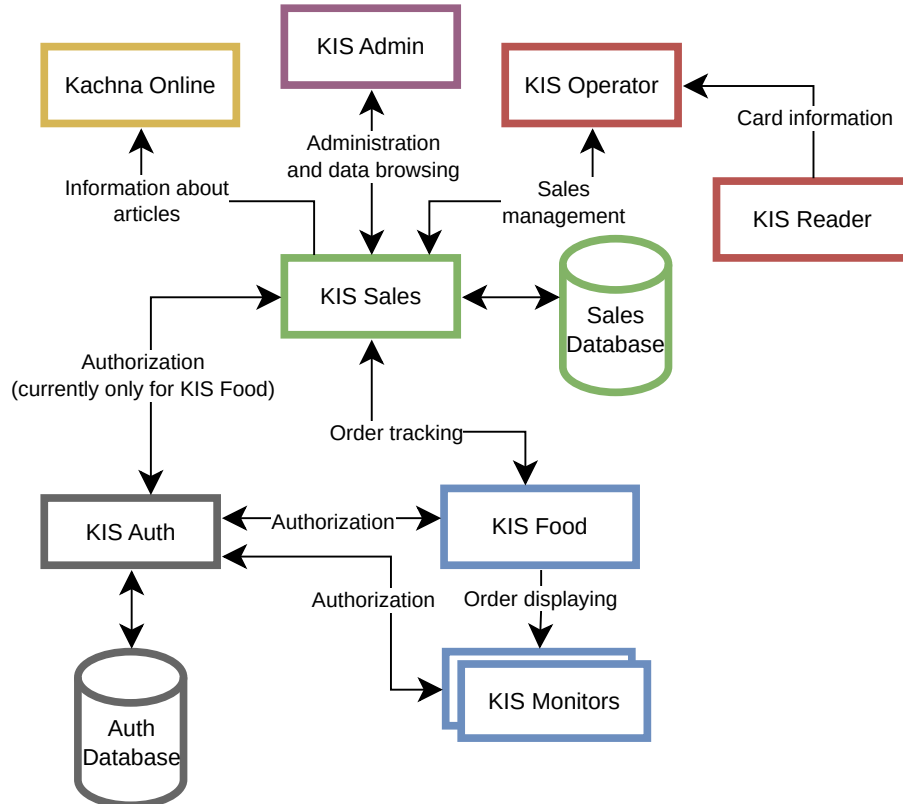 KIS Admin
Kachna Online
KIS Operator
Card information
Administration
and data browsing
Information about
articles
Sales
management
KIS Reader
KIS Sales
Sales
Database
Authorization
(currently only for KIS Food)
Order tracking
KIS Auth
Authorization
KIS Food
Authorization
Order displaying
KIS Monitors
Auth
Database